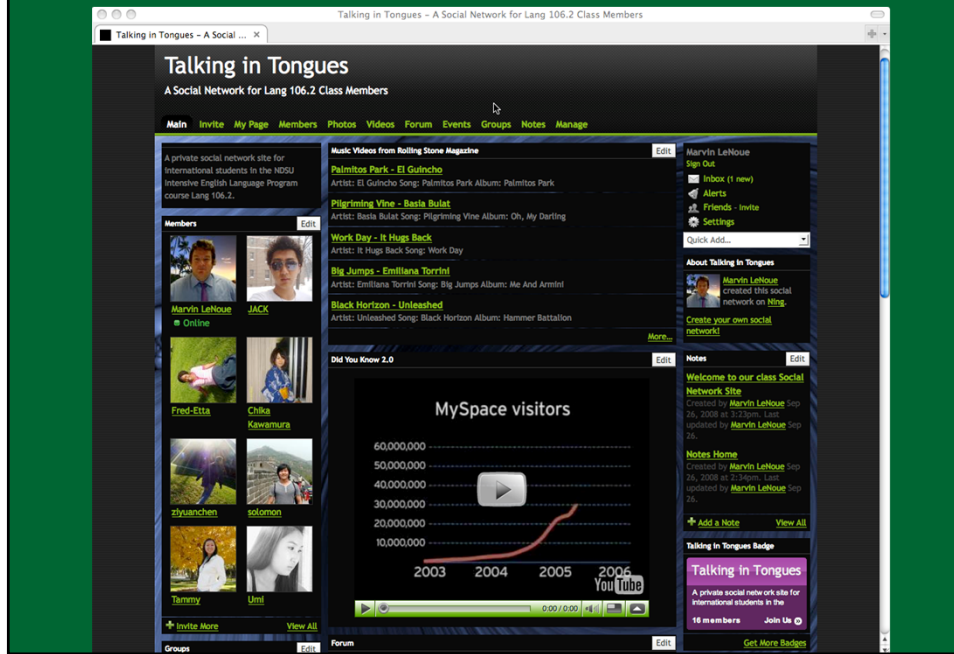 Talking in Tongues – A Social Network for Lang 106.2 Class Members
Talking in Tongues – A Social ...
Talking in Tongues
A Social Network for Lang 106.2 Class Members
Main Invite My Page Members Photos Videos Forum Events Groups Notes Manage
A private social network site for
international students in the NDSU
Intensive English Language Program
course Lang 106.2.
Members Edit
Marvin LeNoue JACK
Online
Fred-Etta Chika
Kawamura
ziyuanchen solomon
Tammy Umi
Invite More View All
Groups Edit
Music Videos from Rolling Stone Magazine Edit
Palmitos Park - El Guincho
Artist: El Guincho Song: Palmitos Park Album: Palmitos Park
Pilgriming Vine - Basia Bulat
Artist: Basia Bulat Song: Pilgriming Vine Album: Oh, My Darling
Work Day - It Hugs Back
Artist: It Hugs Back Song: Work Day
Big Jumps - Emiliana Torrini
Artist: Emiliana Torrini Song: Big Jumps Album: Me And Armini
Black Horizon - Unleashed
Artist: Unleashed Song: Black Horizon Album: Hammer Battalion
More...
Did You Know 2.0 Edit
MySpace visitors
60,000,000
50,000,000
40,000,000
30,000,000
20,000,000
10,000,000
2003 2004 2005 2006
YouTube
0:00 / 0:00
Forum Edit
Marvin LeNoue
Sign Out
Inbox (1 new)
Alerts
Friends - Invite
Settings
Quick Add...
About Talking in Tongues
Marvin LeNoue
created this social
network on Ning.
Create your own social
network!
Notes Edit
Welcome to our class Social
Network Site
Created by Marvin LeNoue Sep
26, 2008 at 3:23pm. Last
updated by Marvin LeNoue Sep
26.
Notes Home
Created by Marvin LeNoue Sep
26, 2008 at 2:34pm. Last
updated by Marvin LeNoue Sep
26.
Add a Note View All
Talking in Tongues Badge
Talking in Tongues
A private social network site for
international students in the
16 members Join Us
Get More Badges